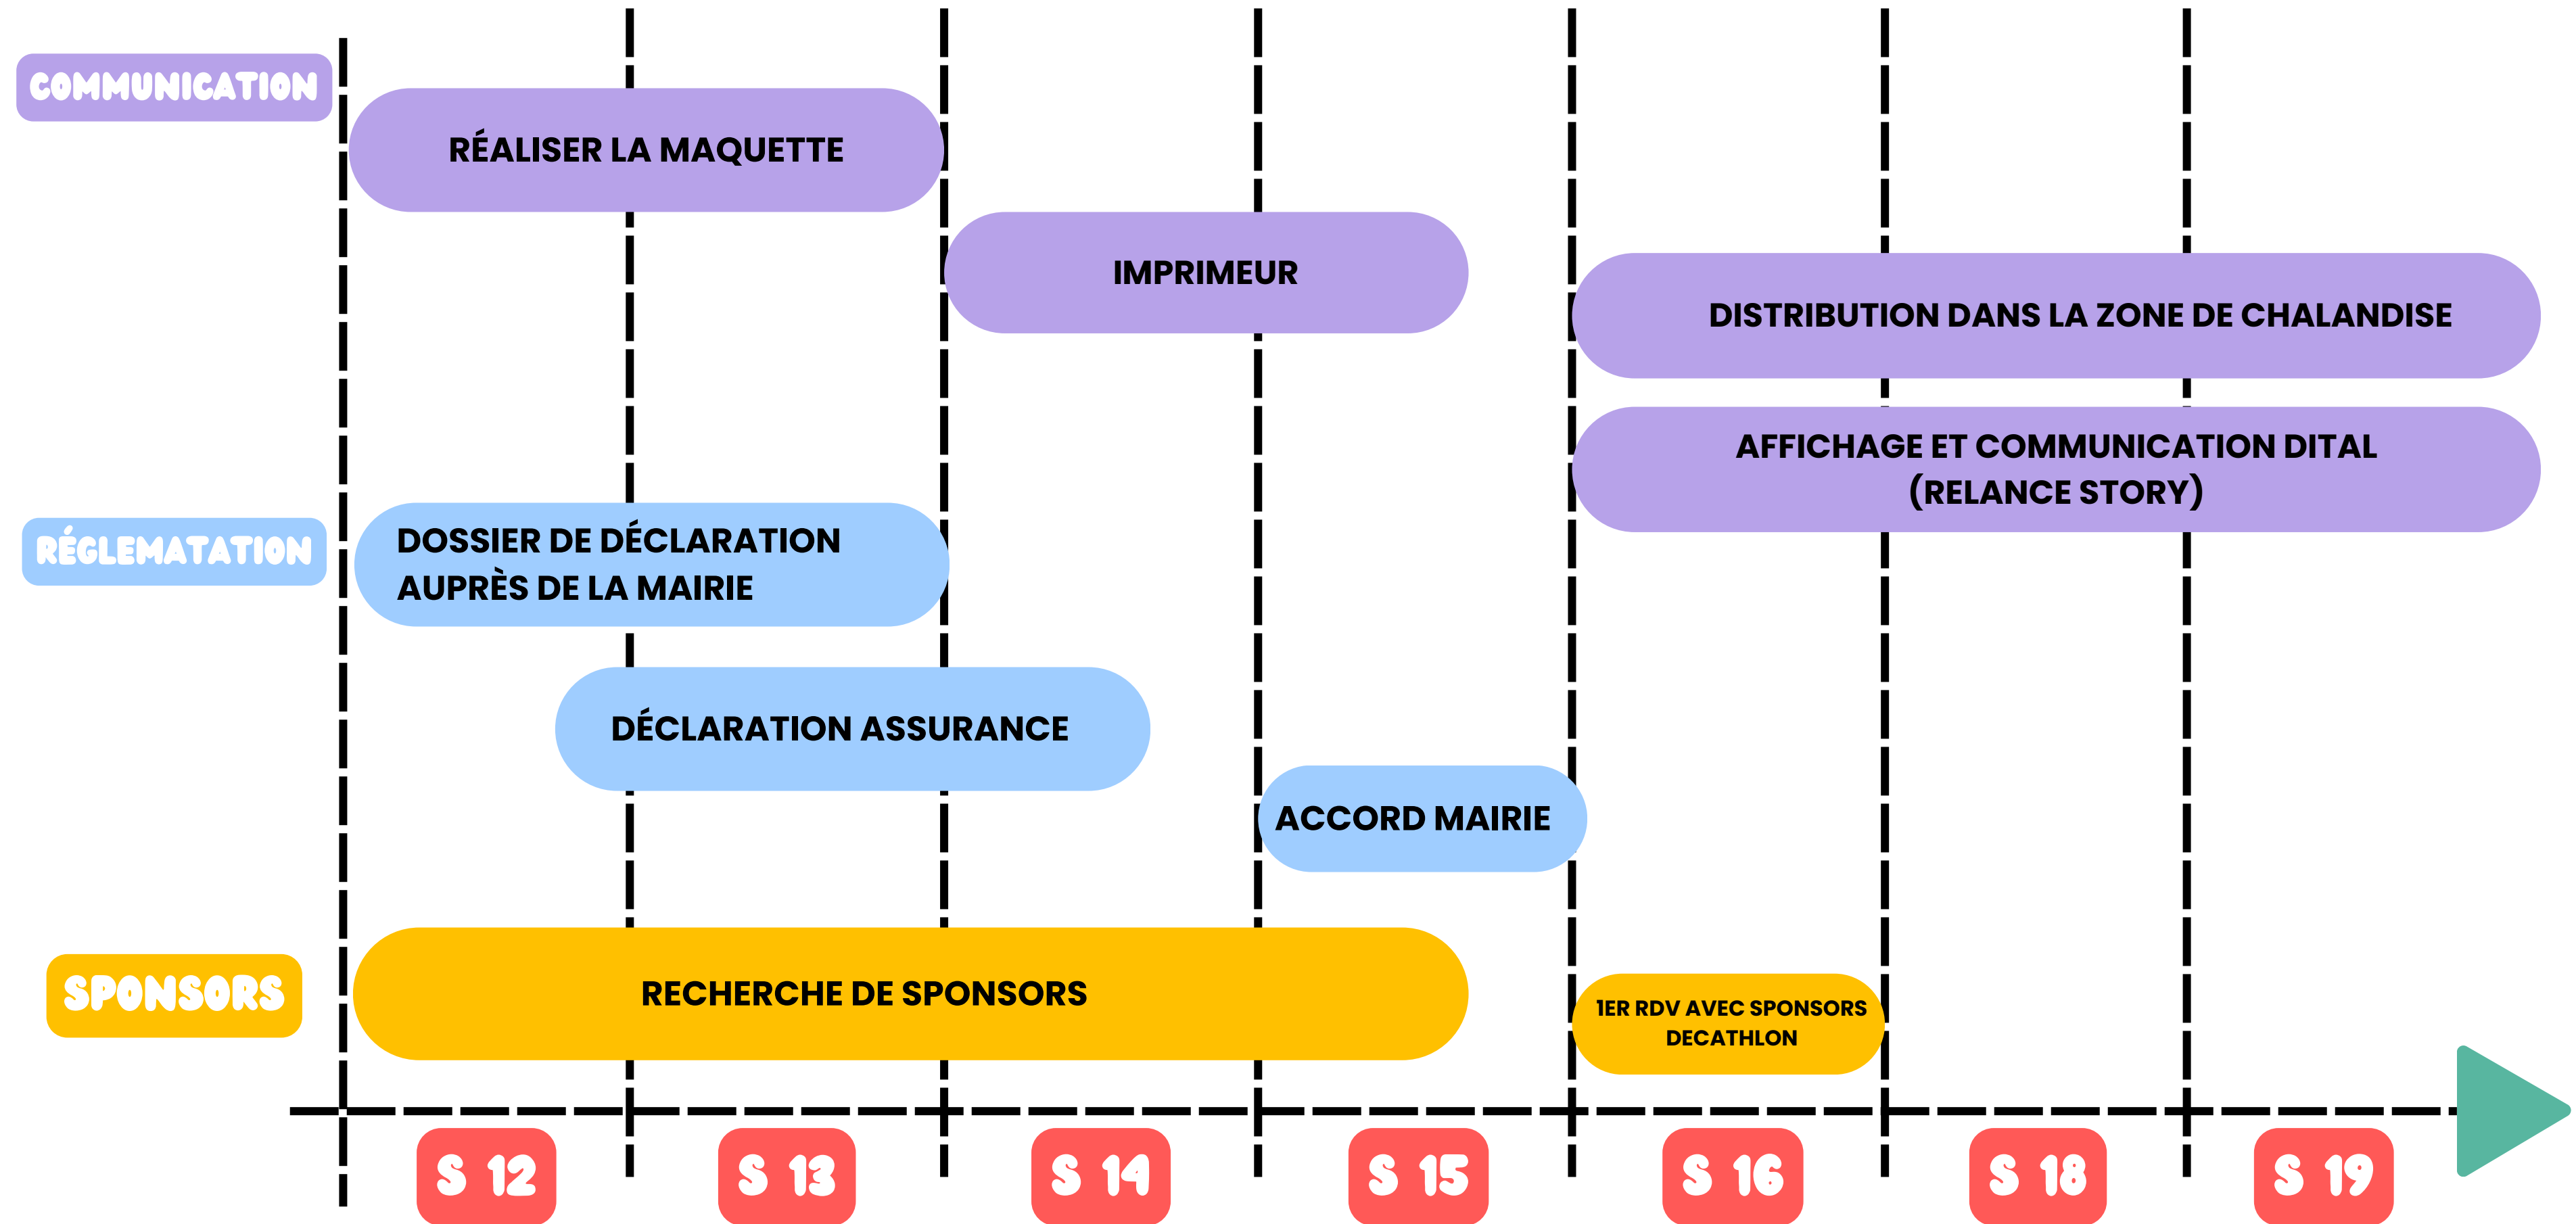 COMMUNICATION
RÉALISER LA MAQUETTE
IMPRIMEUR
DISTRIBUTION DANS LA ZONE DE CHALANDISE
AFFICHAGE ET COMMUNICATION DITAL
(RELANCE STORY)
RÉGLEMATATION
DOSSIER DE DÉCLARATION
AUPRÈS DE LA MAIRIE
DÉCLARATION ASSURANCE
ACCORD MAIRIE
SPONSORS
RECHERCHE DE SPONSORS
1ER RDV AVEC SPONSORS
DECATHLON
S 12
S 13
S 14
S 15
S 16
S 18
S 19